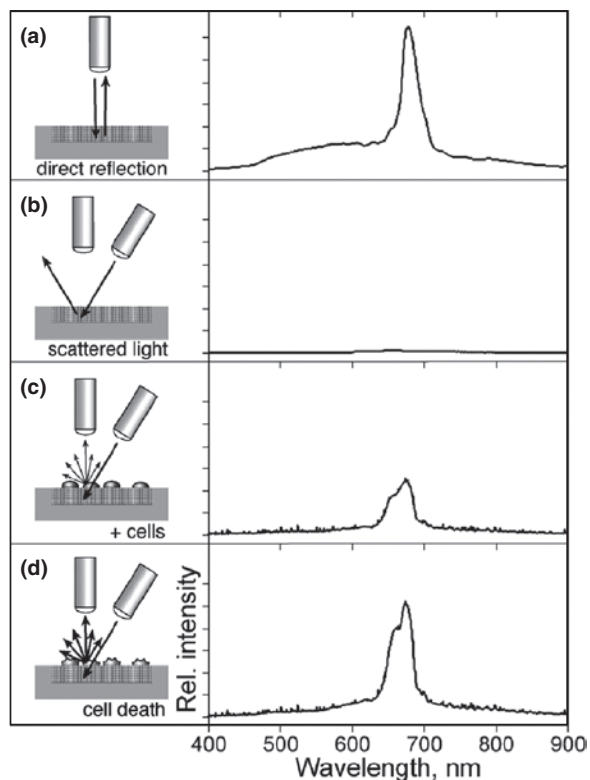 (a)
direct reflection
(b)
scattered light
(c)
+ cells
(d)
cell death
Rel. intensity
400 500 600 700 800 900
Wavelength, nm